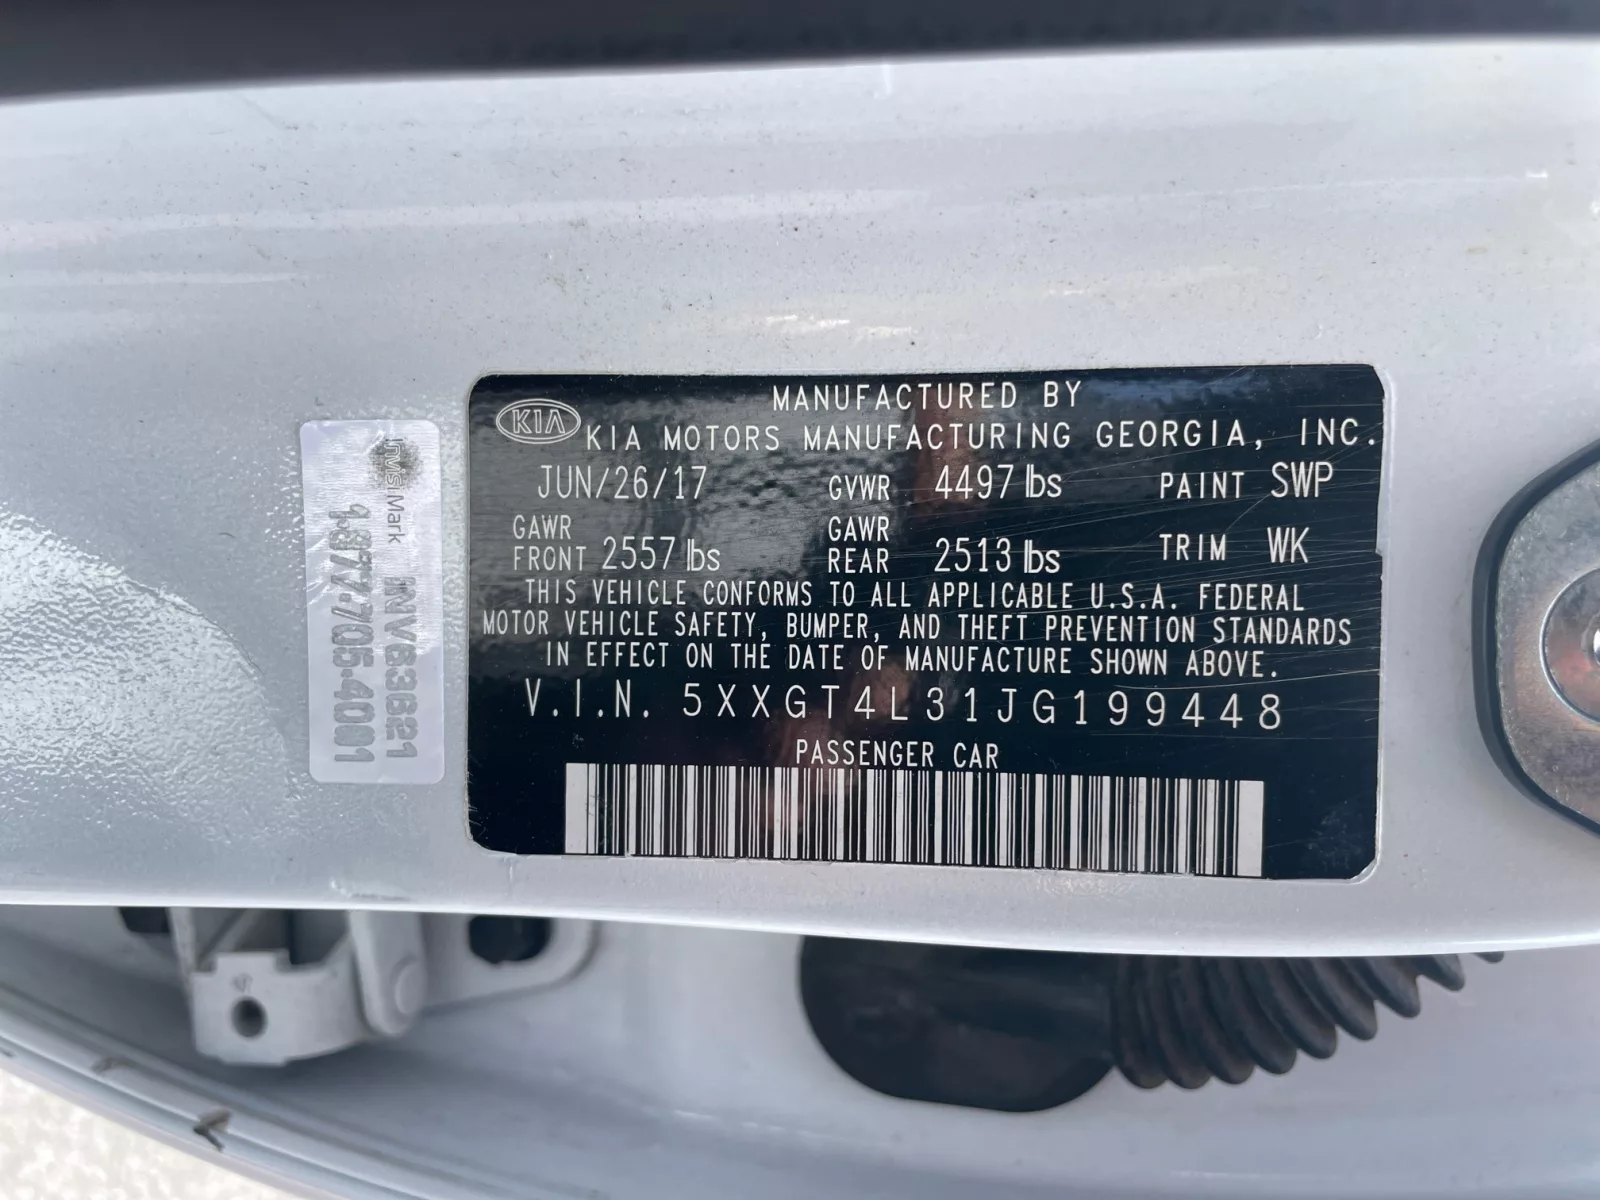 MANUFACTURED BY
KIA
KIA MOTORS MANUFACTURING GEORGIA, INC.
JUN/26/17 GVWR 4497 lbs PAINT SWP
GAWR FRONT 2557 lbs GAWR REAR 2513 lbs TRIM WK
THIS VEHICLE CONFORMS TO ALL APPLICABLE U.S.A. FEDERAL
MOTOR VEHICLE SAFETY, BUMPER, AND THEFT PREVENTION STANDARDS
IN EFFECT ON THE DATE OF MANUFACTURE SHOWN ABOVE.
V.I.N. 5XXGT4L31JG199448
PASSENGER CAR
InVisiMark INV63B21
1.877.705.4001